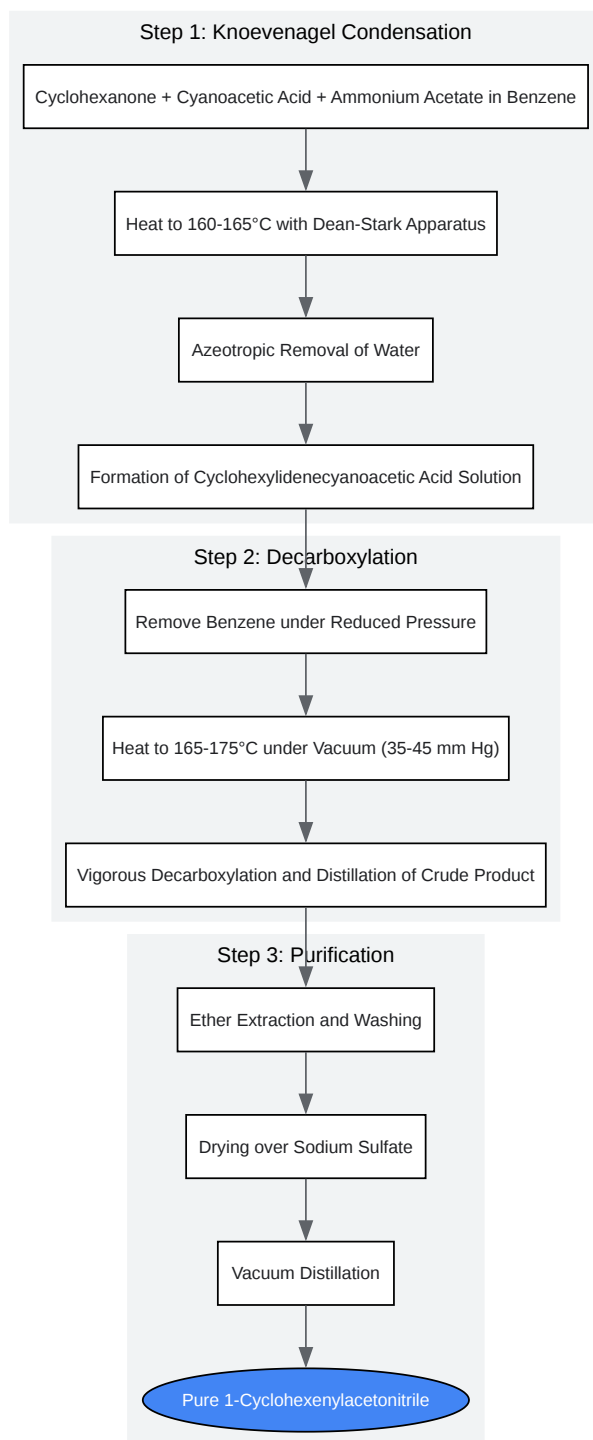 Step 1: Knoevenagel Condensation
Cyclohexanone + Cyanoacetic Acid + Ammonium Acetate in Benzene
Heat to 160-165°C with Dean-Stark Apparatus
Azeotropic Removal of Water
Formation of Cyclohexylidenecyanoacetic Acid Solution
Step 2: Decarboxylation
Remove Benzene under Reduced Pressure
Heat to 165-175°C under Vacuum (35-45 mm Hg)
Vigorous Decarboxylation and Distillation of Crude Product
Step 3: Purification
Ether Extraction and Washing
Drying over Sodium Sulfate
Vacuum Distillation
Pure 1-Cyclohexenylacetonitrile